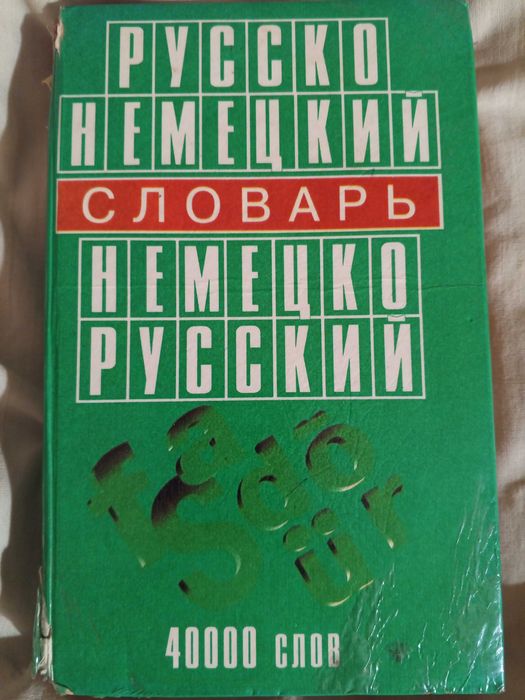 РУССКО
НЕМЕЦКИЙ
СЛОВАРЬ
НЕМЕЦКО
РУССКИЙ
f a s d ö ü r
40000 СЛОВ